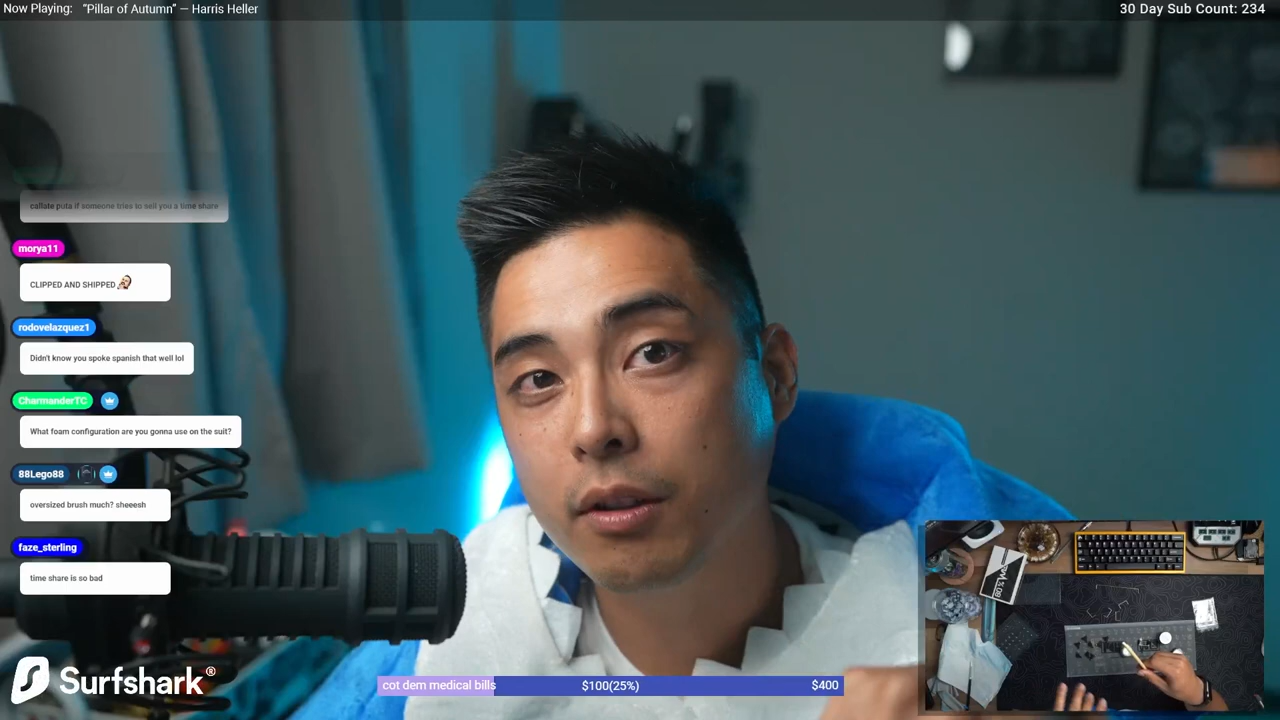 Now Playing: "Pillar of Autumn" — Harris Heller
30 Day Sub Count: 234
callate puta if someone tries to sell you a time share
morya11
CLIPPED AND SHIPPED
rodovelazquez1
Didn't know you spoke spanish that well lol
CharmanderTC
What foam configuration are you gonna use on the suit?
88Lego88
oversized brush much? sheeesh
faze_sterling
time share is so bad
Surfshark®
cot dem medical bills
$100(25%)
$400